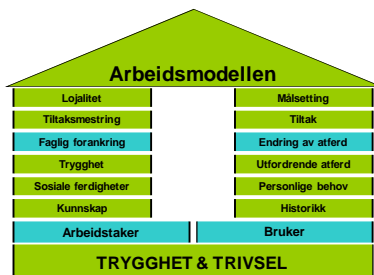 Arbeidsmodellen
Lojalitet
Målsetting
Tiltaksmestring
Tiltak
Faglig forankring
Endring av atferd
Trygghet
Utfordrende atferd
Sosiale ferdigheter
Personlige behov
Kunnskap
Historikk
Arbeidstaker
Bruker
TRYGGHET & TRIVSEL